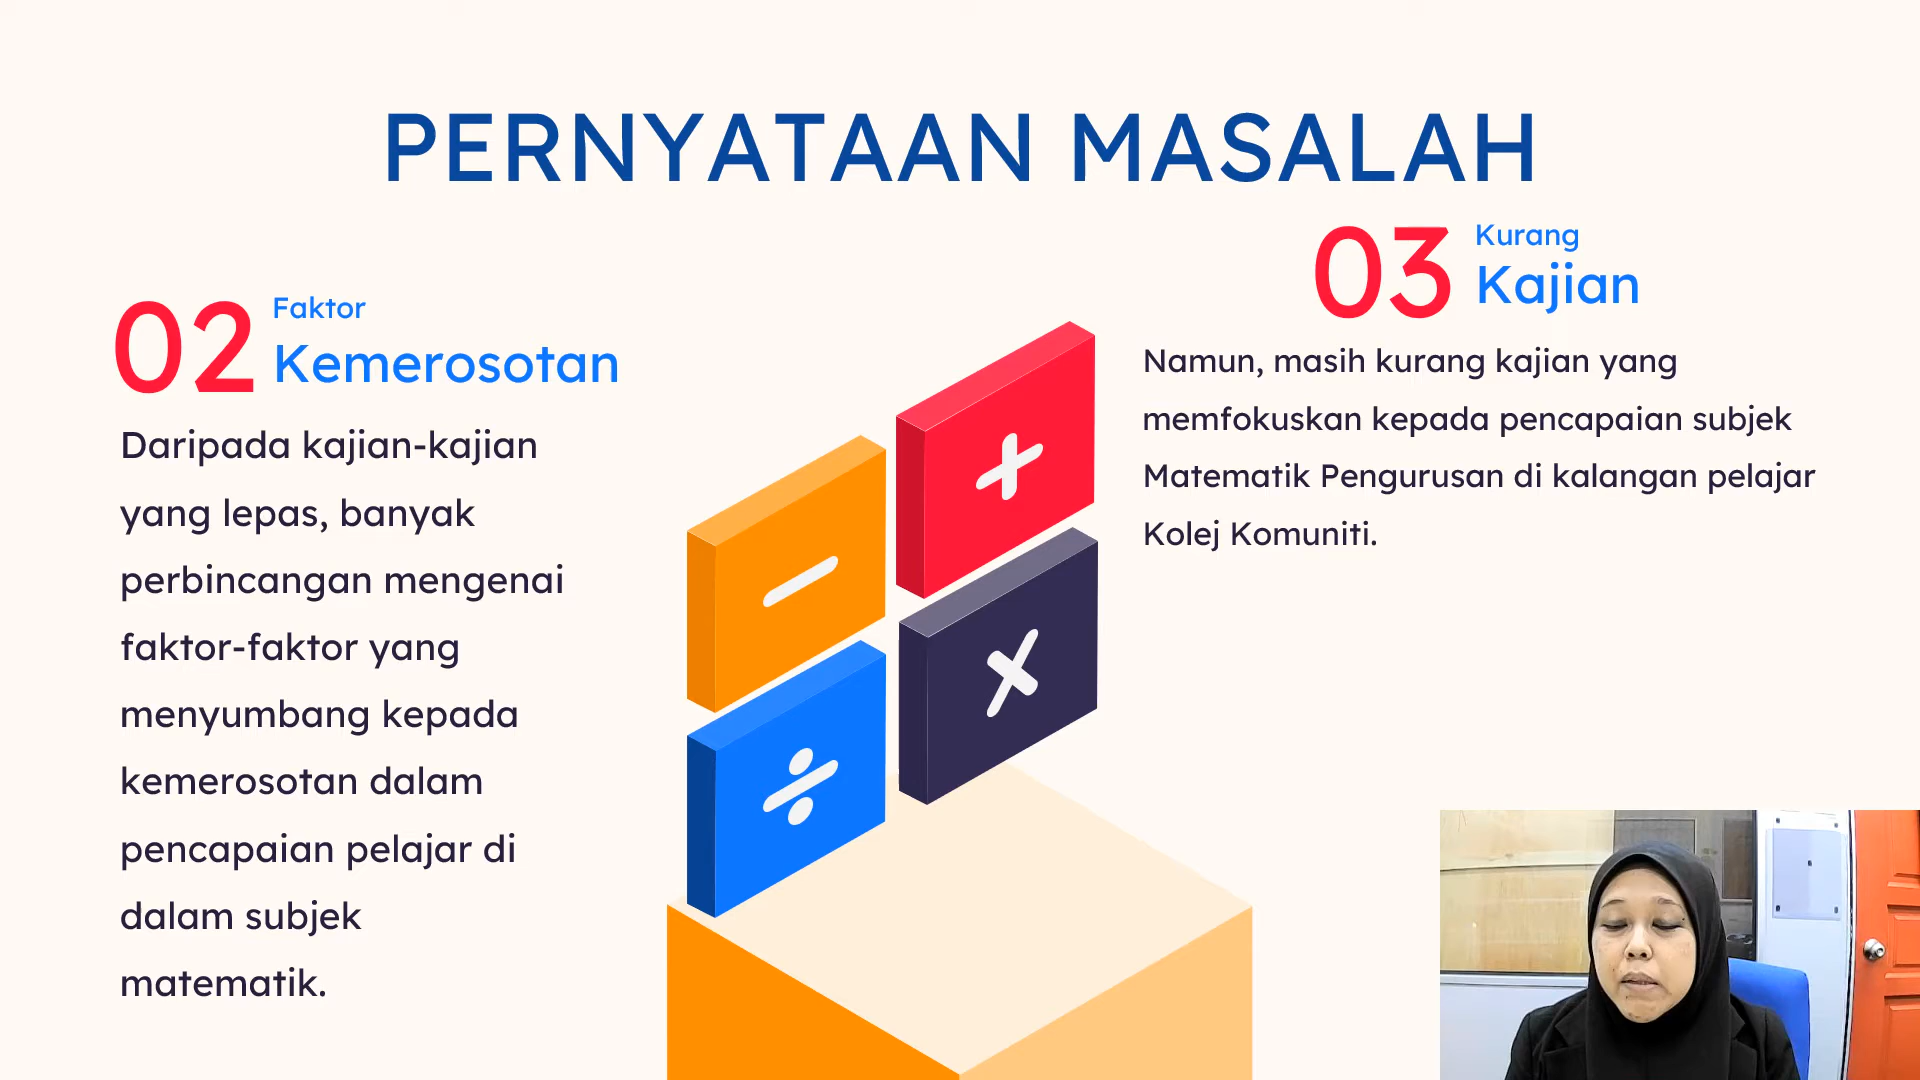 PERNYATAAN MASALAH
02
Faktor
Kemerosotan
Daripada kajian-kajian
yang lepas, banyak
perbincangan mengenai
faktor-faktor yang
menyumbang kepada
kemerosotan dalam
pencapaian pelajar di
dalam subjek
matematik.
03
Kurang
Kajian
Namun, masih kurang kajian yang
memfokuskan kepada pencapaian subjek
Matematik Pengurusan di kalangan pelajar
Kolej Komuniti.